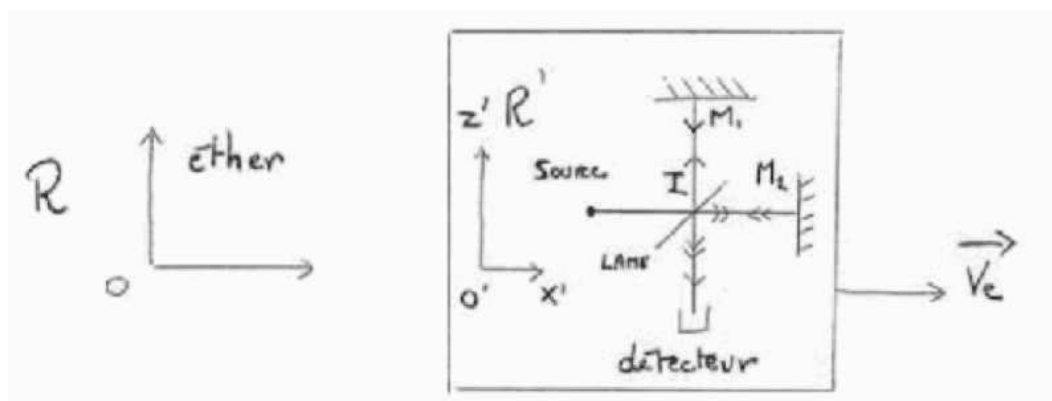 R
éther
O
z' R'
M₁
Source
I
M₂
LAME
O'
x'
Ve
détecteur